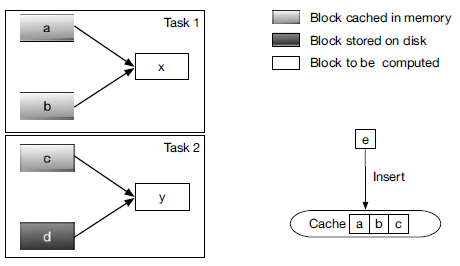 Task 1
a
x
b
Task 2
c
y
d
Block cached in memory
Block stored on disk
Block to be computed
e
Insert
Cache a b c